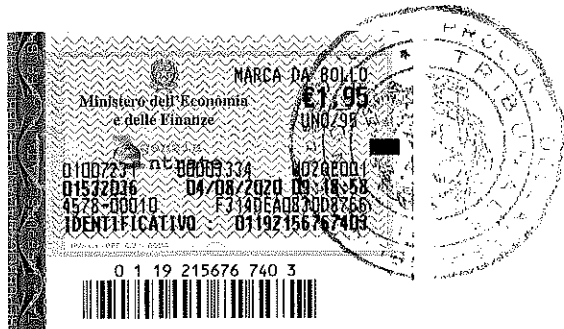 MARCA DA BOLLO
Ministero dell'Economia
e delle Finanze
€1,95
UNO/95
01007231 00003334 W0202001
01532036 04/08/2020 09:18:58
4578-00010
IDENTIFICATIVO : 01192156767403
0 1 19 215676 740 3